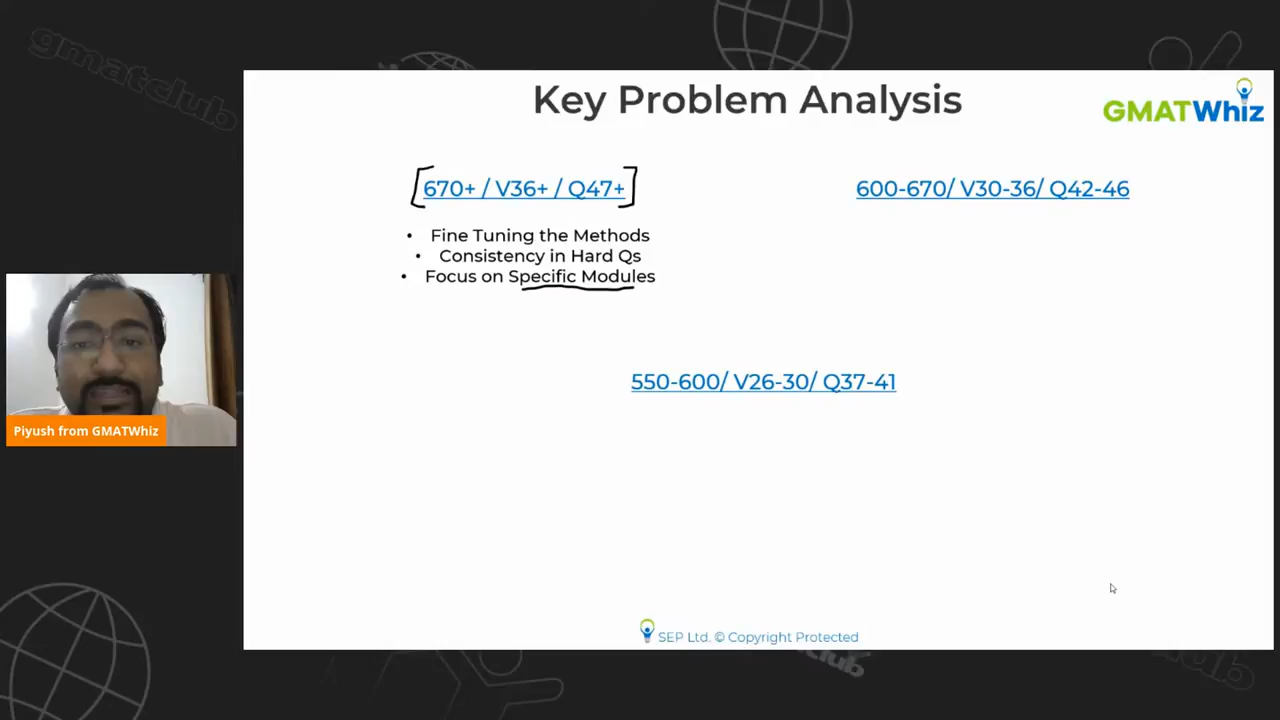 gmatclub
Key Problem Analysis
GMATWhiz
670+ / V36+ / Q47+
• Fine Tuning the Methods
• Consistency in Hard Qs
• Focus on Specific Modules
600-670/ V30-36/ Q42-46
Piyush from GMATWhiz
550-600/ V26-30/ Q37-41
SEP Ltd. © Copyright Protected